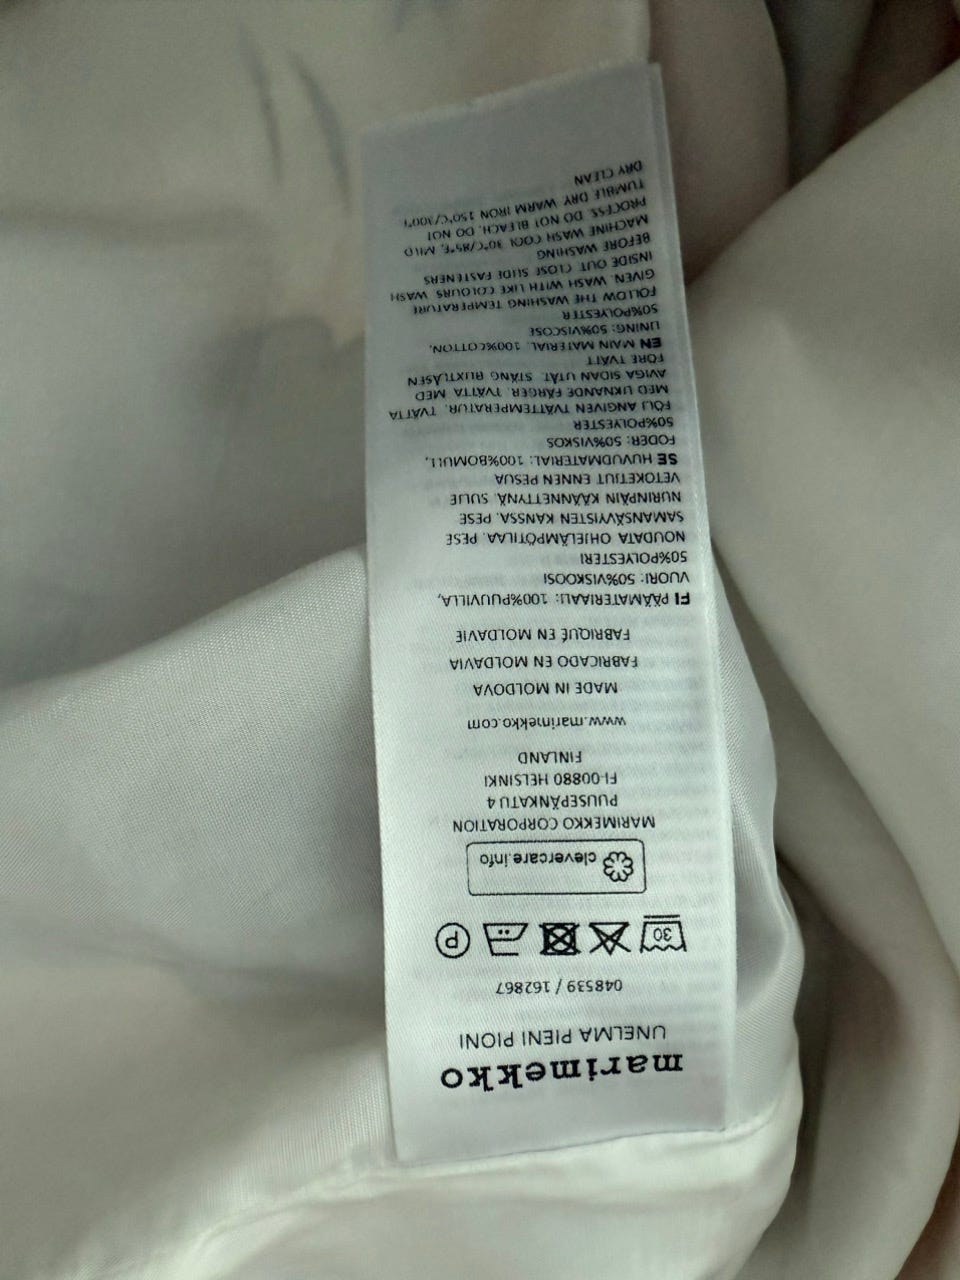 marimekko
UNELMA PIENI PIONI
048539 / 162867
30 P
clevercare.info
MARIMEKKO CORPORATION
PUUSEPÄNKATU 4
FI-00880 HELSINKI
FINLAND
www.marimekko.com
MADE IN MOLDOVA
FABRICADO EN MOLDAVIA
FABRIQUÉ EN MOLDAVIE
FI PÄÄMATERIAALI: 100%PUUVILLA,
VUORI: 50%VISKOOSI
50%POLYESTERI
NOUDATA OHJELÄMPÖTILAA. PESE
SAMANSÄVYISTEN KANSSA. PESE
NURINPÄIN KÄÄNNETTYNÄ. SULJE
VETOKETJUT ENNEN PESUA
SE HUVUDMATERIAL: 100%BOMULL,
FODER: 50%VISKOS
50%POLYESTER
FÖLJ ANGIVEN TVÄTTEMPERATUR. TVÄTTA
MED LIKNANDE FÄRGER. TVÄTTA MED
AVIGA SIDAN UTÅT. STÄNG BLIXTLÅSEN
FÖRE TVÄTT
EN MAIN MATERIAL: 100%COTTON,
LINING: 50%VISCOSE
50%POLYESTER
FOLLOW THE WASHING TEMPERATURE
GIVEN. WASH WITH LIKE COLOURS. WASH
INSIDE OUT. CLOSE SLIDE FASTENERS
BEFORE WASHING
MACHINE WASH COOL 30°C/85°F, MILD
PROCESS. DO NOT BLEACH. DO NOT
TUMBLE DRY. WARM IRON 150°C/300°F
DRY CLEAN